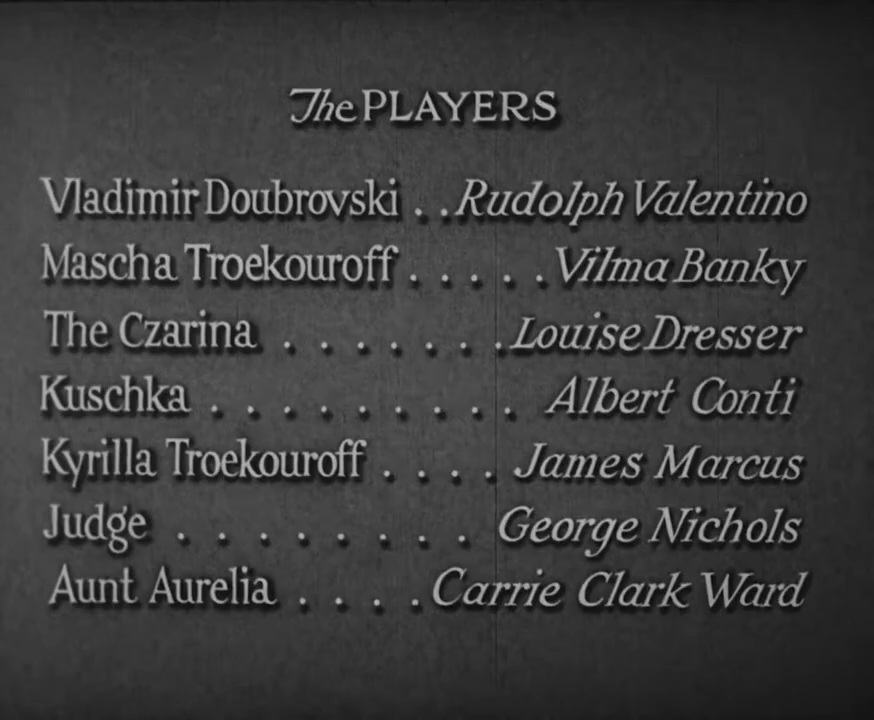 The PLAYERS
Vladimir Doubrovski . . Rudolph Valentino
Mascha Troekouroff . . . . . Vilma Banky
The Czarina . . . . . . . Louise Dresser
Kuschka . . . . . . . . . . Albert Conti
Kyrilla Troekouroff . . . . James Marcus
Judge . . . . . . . . George Nichols
Aunt Aurelia . . . . Carrie Clark Ward